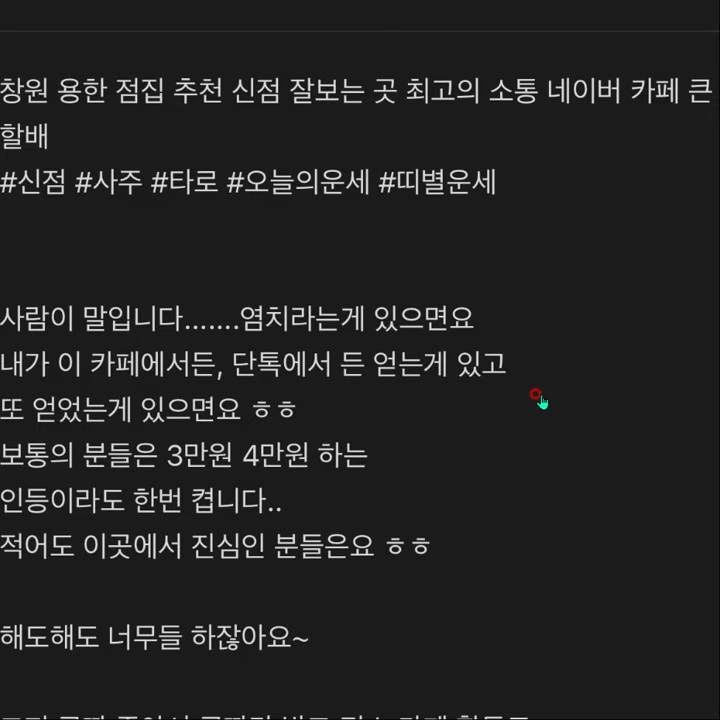 창원 용한 점집 추천 신점 잘보는 곳 최고의 소통 네이버 카페 큰
할배
#신점 #사주 #타로 #오늘의운세 #띠별운세
사람이 말입니다.......염치라는게 있으면요
내가 이 카페에서든, 단톡에서 든 얻는게 있고
또 얻었는게 있으면요 ㅎㅎ
보통의 분들은 3만원 4만원 하는
인등이라도 한번 켭니다..
적어도 이곳에서 진심인 분들은요 ㅎㅎ
해도해도 너무들 하잖아요~